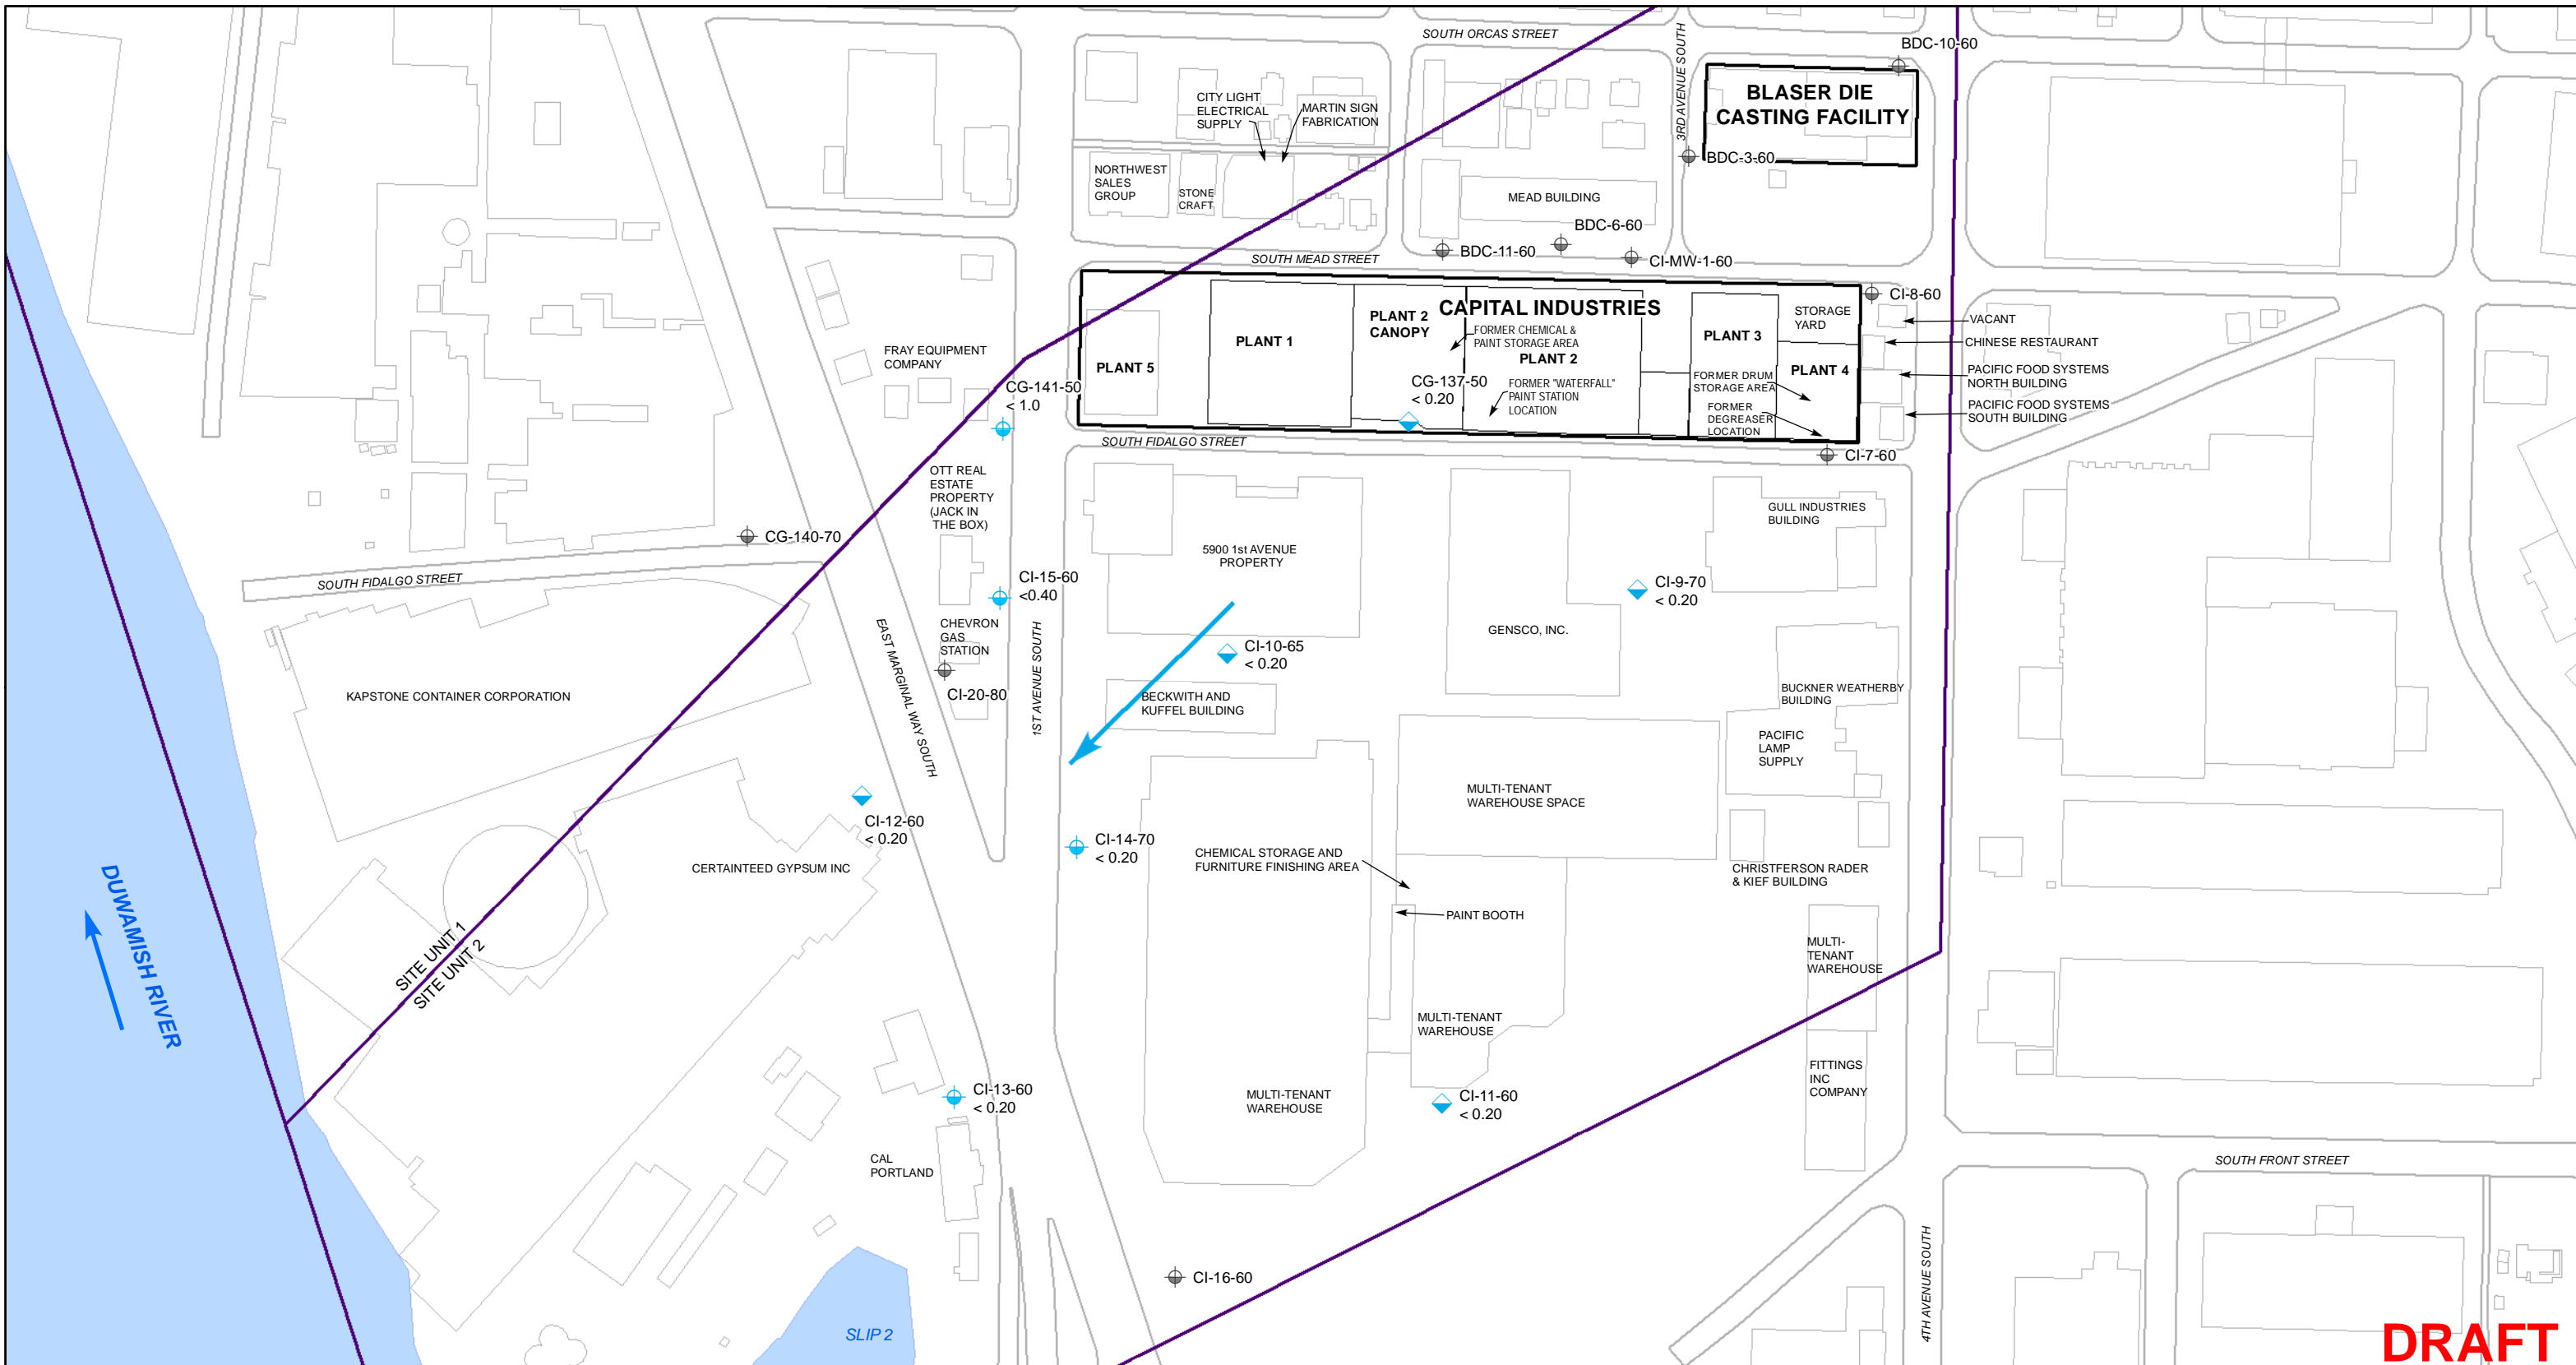 SOUTH ORCAS STREET
3RD AVENUE SOUTH
BDC-10-60
BLASER DIE
CASTING FACILITY
BDC-3-60
CITY LIGHT
ELECTRICAL
SUPPLY
MARTIN SIGN
FABRICATION
NORTHWEST
SALES
GROUP
STONE
CRAFT
MEAD BUILDING
BDC-6-60
BDC-11-60
CI-MW-1-60
SOUTH MEAD STREET
CAPITAL INDUSTRIES
CI-8-60
PLANT 5
PLANT 1
PLANT 2
CANOPY
FORMER CHEMICAL &
PAINT STORAGE AREA
PLANT 2
FORMER "WATERFALL"
PAINT STATION
LOCATION
CG-137-50
< 0.20
PLANT 3
STORAGE
YARD
PLANT 4
FORMER DRUM
STORAGE AREA
FORMER
DEGREASER
LOCATION
VACANT
CHINESE RESTAURANT
PACIFIC FOOD SYSTEMS
NORTH BUILDING
PACIFIC FOOD SYSTEMS
SOUTH BUILDING
FRAY EQUIPMENT
COMPANY
CG-141-50
< 1.0
SOUTH FIDALGO STREET
CI-7-60
OTT REAL
ESTATE
PROPERTY
(JACK IN
THE BOX)
CG-140-70
SOUTH FIDALGO STREET
5900 1st AVENUE
PROPERTY
GULL INDUSTRIES
BUILDING
CI-15-60
<0.40
CI-9-70
< 0.20
CHEVRON
GAS
STATION
CI-20-80
EAST MARGINAL WAY SOUTH
1ST AVENUE SOUTH
CI-10-65
< 0.20
GENSCO, INC.
KAPSTONE CONTAINER CORPORATION
BECKWITH AND
KUFFEL BUILDING
BUCKNER WEATHERBY
BUILDING
PACIFIC
LAMP
SUPPLY
MULTI-TENANT
WAREHOUSE SPACE
CI-12-60
< 0.20
CI-14-70
< 0.20
CERTAINTEED GYPSUM INC
CHEMICAL STORAGE AND
FURNITURE FINISHING AREA
CHRISTFERSON RADER
& KIEF BUILDING
PAINT BOOTH
DUWAMISH RIVER
SITE UNIT 1
SITE UNIT 2
MULTI-
TENANT
WAREHOUSE
MULTI-TENANT
WAREHOUSE
CI-13-60
< 0.20
MULTI-TENANT
WAREHOUSE
CI-11-60
< 0.20
FITTINGS
INC
COMPANY
CAL
PORTLAND
SOUTH FRONT STREET
CI-16-60
4TH AVENUE SOUTH
SLIP 2
DRAFT